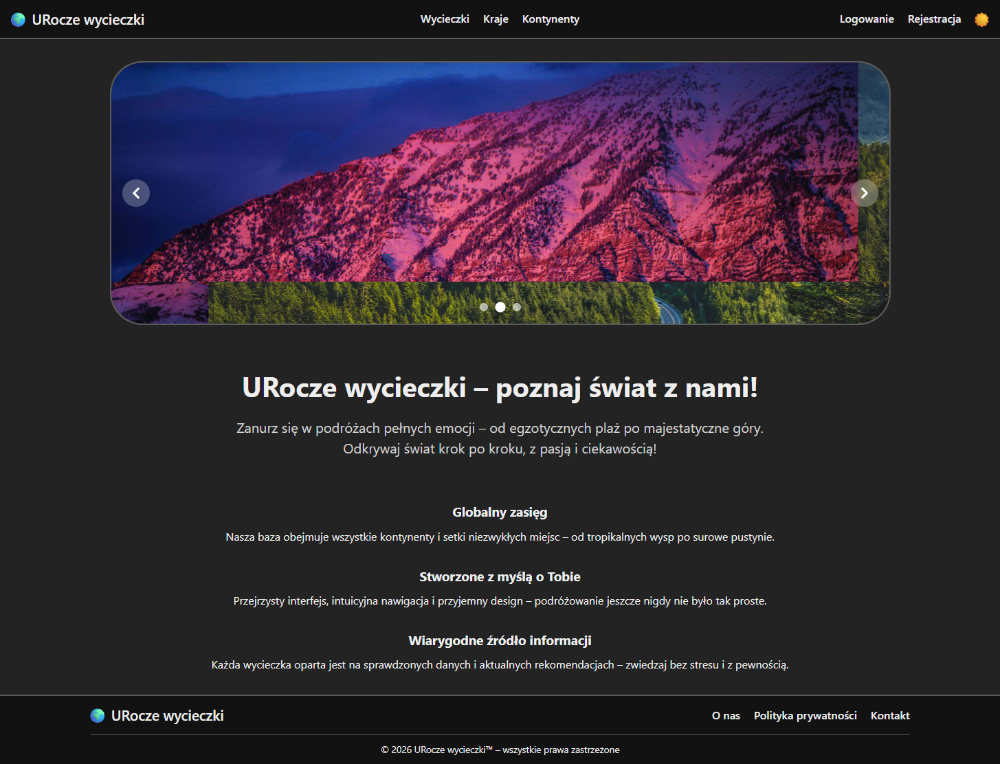 URocze wycieczki
Wycieczki
Kraje
Kontynenty
Logowanie
Rejestracja
URocze wycieczki – poznaj świat z nami!
Zanurz się w podróżach pełnych emocji – od egzotycznych plaż po majestatyczne góry.
Odkrywaj świat krok po kroku, z pasją i ciekawością!
Globalny zasięg
Nasza baza obejmuje wszystkie kontynenty i setki niezwykłych miejsc – od tropikalnych wysp po surowe pustynie.
Stworzone z myślą o Tobie
Przejrzysty interfejs, intuicyjna nawigacja i przyjemny design – podróżowanie jeszcze nigdy nie było tak proste.
Wiarygodne źródło informacji
Każda wycieczka oparta jest na sprawdzonych danych i aktualnych rekomendacjach – zwiedzaj bez stresu i z pewnością.
URocze wycieczki
O nas
Polityka prywatności
Kontakt
© 2026 URocze wycieczki™ – wszystkie prawa zastrzeżone